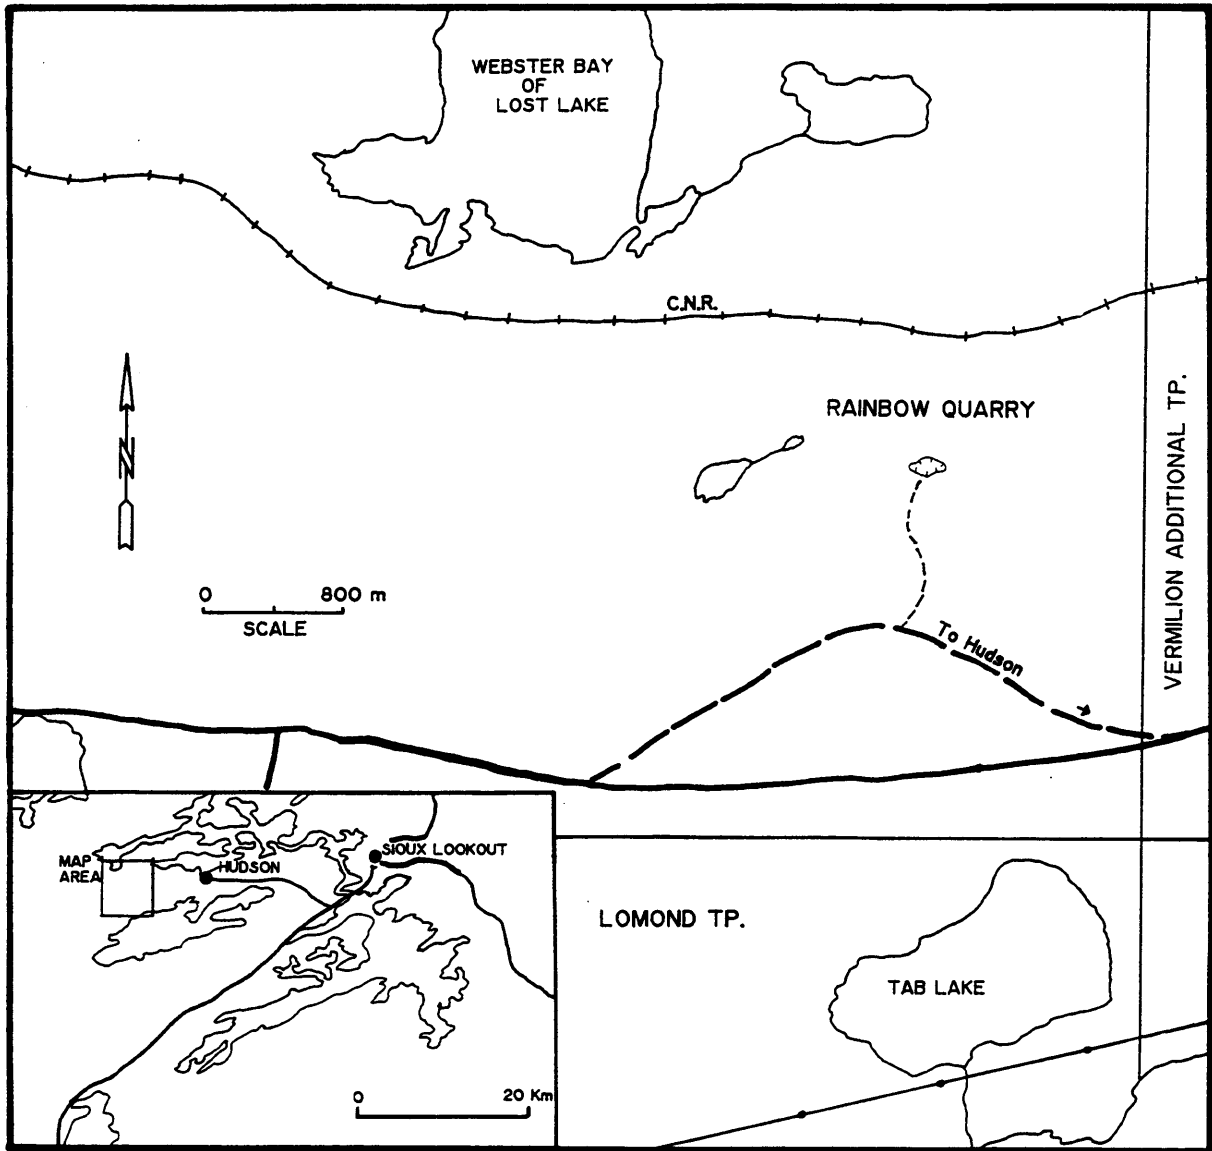 WEBSTER BAY
OF
LOST LAKE
C.N.R.
RAINBOW QUARRY
N
0 800 m
SCALE
To Hudson
VERMILION ADDITIONAL TP.
MAP
AREA
HUDSON
SIOUX LOOKOUT
0 20 Km
LOMOND TP.
TAB LAKE